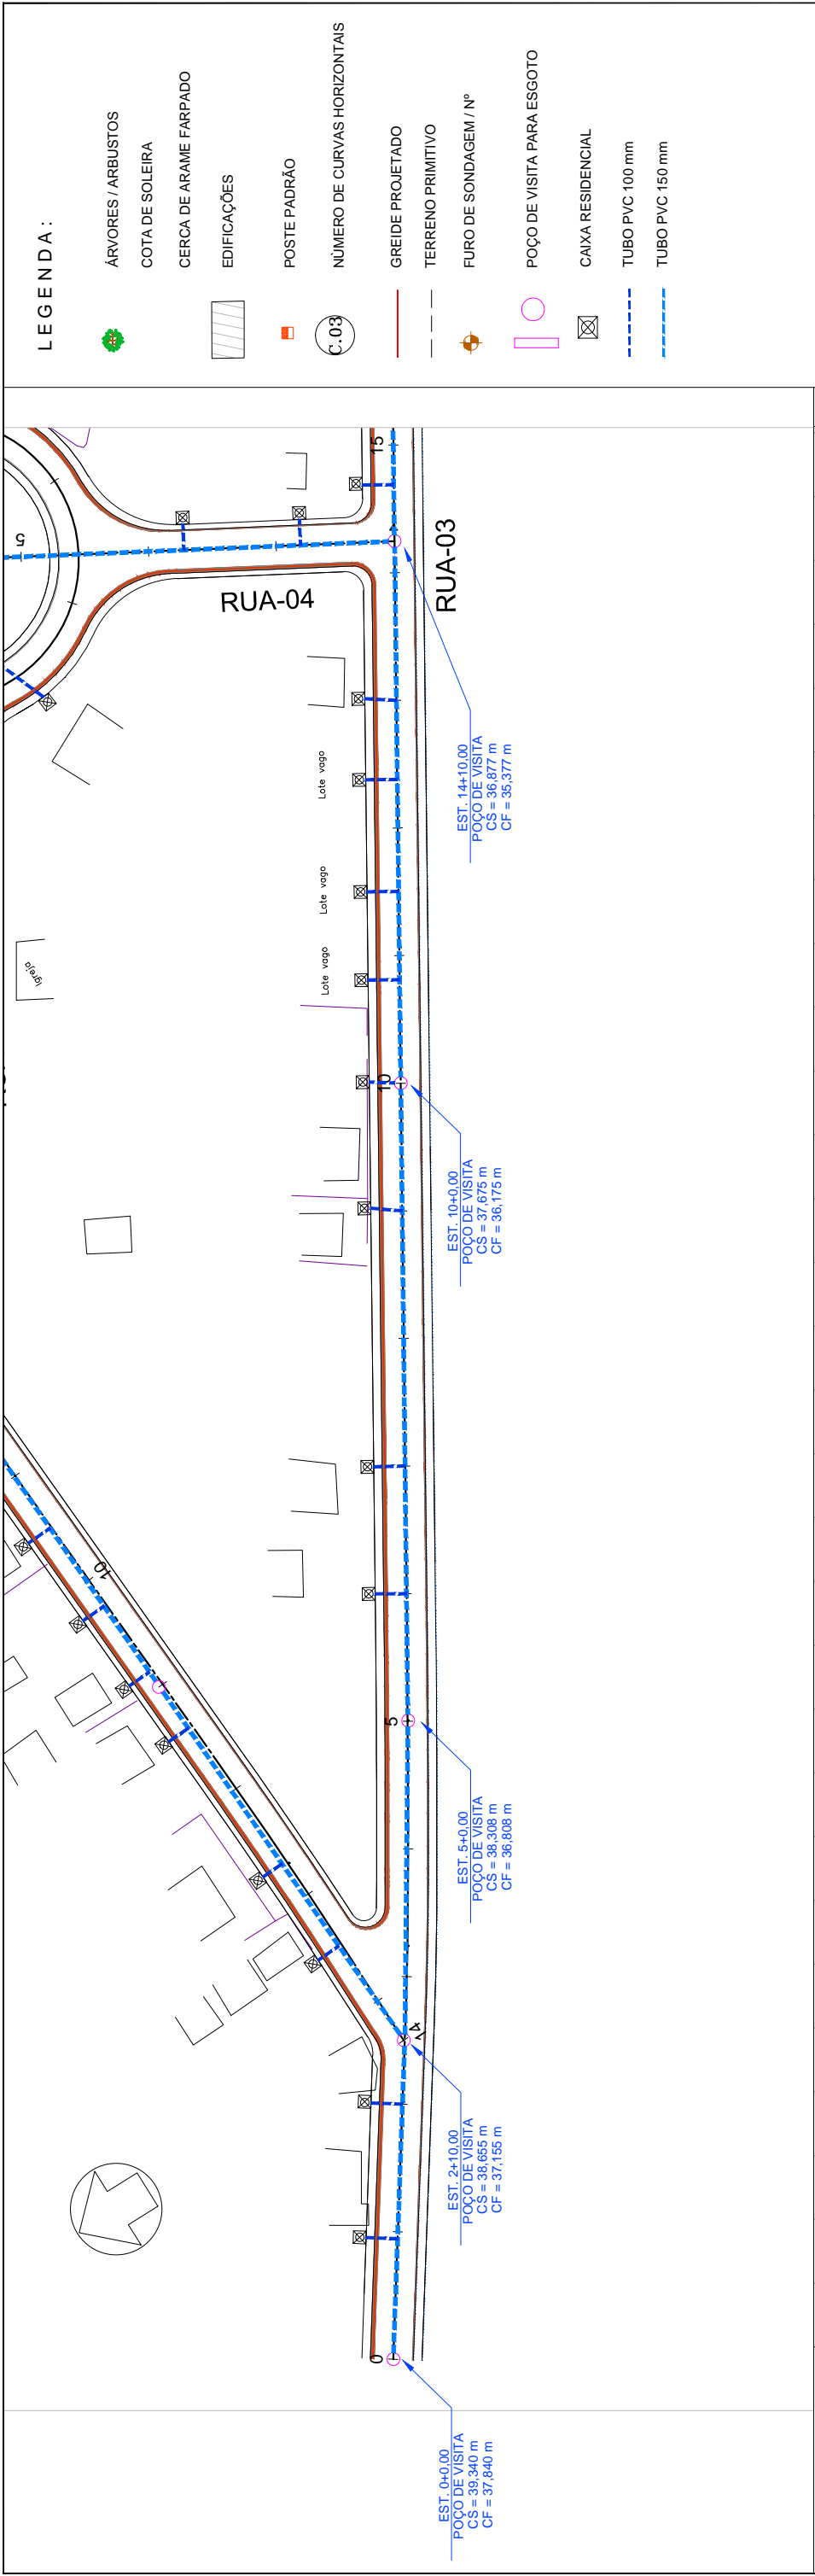 LEGENDA:
ÁRVORES / ARBUSTOS
COTA DE SOLEIRA
CERCA DE ARAME FARPADO
EDIFICAÇÕES
POSTE PADRÃO
C.03
NÚMERO DE CURVAS HORIZONTAIS
GREIDE PROJETADO
TERRENO PRIMITIVO
FURO DE SONDAGEM / Nº
POÇO DE VISITA PARA ESGOTO
CAIXA RESIDENCIAL
TUBO PVC 100 mm
TUBO PVC 150 mm
5
15
RUA-04
RUA-03
Lote vago
Lote vago
Lote vago
Igreja
EST. 14+10,00
POÇO DE VISITA
CS = 36,877 m
CF = 35,377 m
10
EST. 10+0,00
POÇO DE VISITA
CS = 37,675 m
CF = 36,175 m
10
5
EST. 5+0,00
POÇO DE VISITA
CS = 38,308 m
CF = 36,808 m
EST. 2+10,00
POÇO DE VISITA
CS = 38,655 m
CF = 37,155 m
0
EST. 0+0,00
POÇO DE VISITA
CS = 39,340 m
CF = 37,840 m